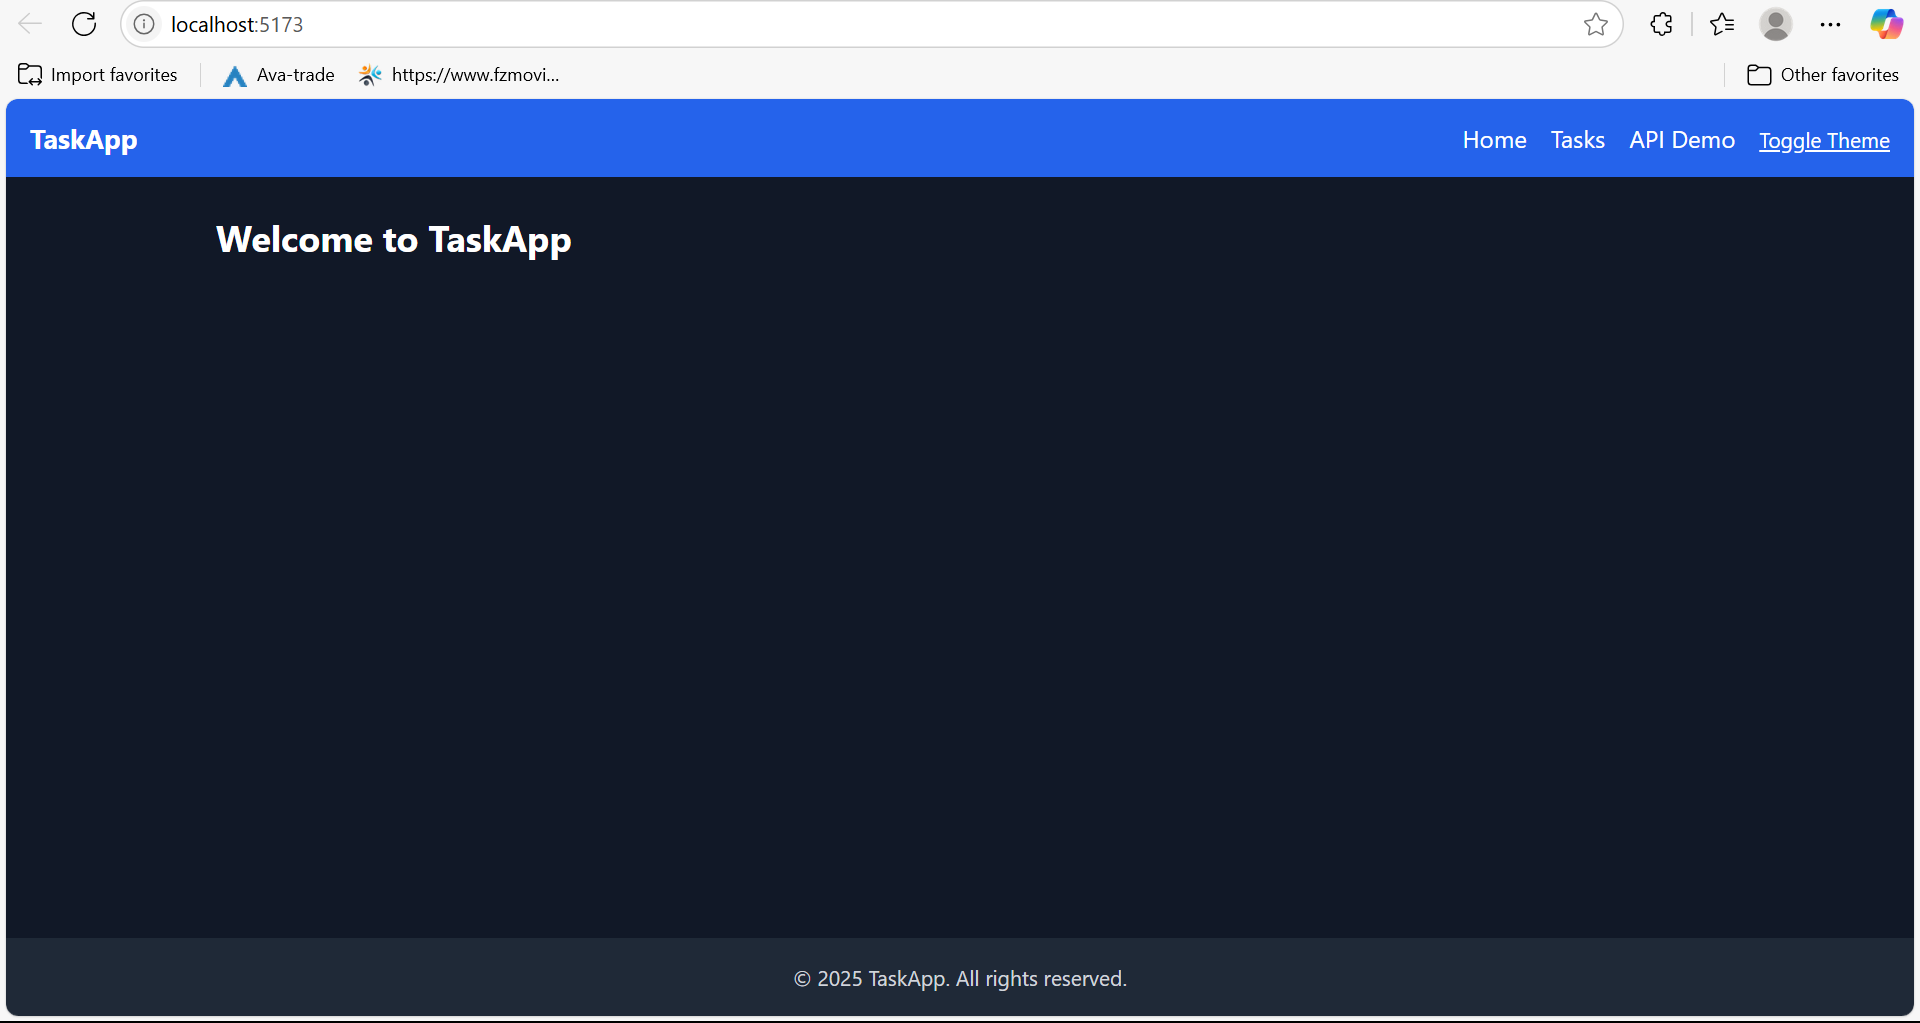 localhost:5173
Import favorites
Ava-trade
https://www.fzmovi...
Other favorites
TaskApp
Home
Tasks
API Demo
Toggle Theme
Welcome to TaskApp
© 2025 TaskApp. All rights reserved.